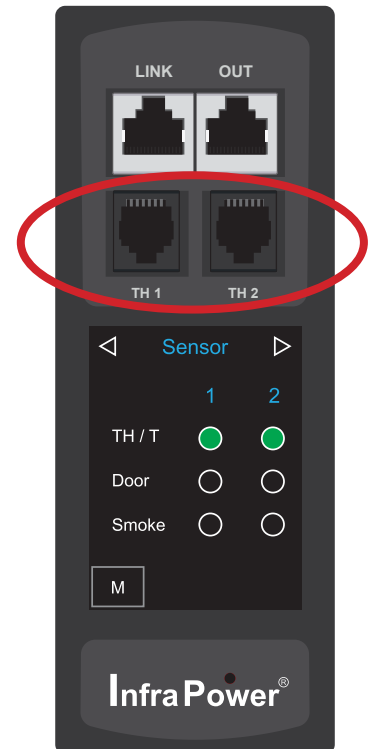 LINK OUT
TH 1 TH 2
Sensor
1 2
TH / T
Door
Smoke
M
InfraPower®